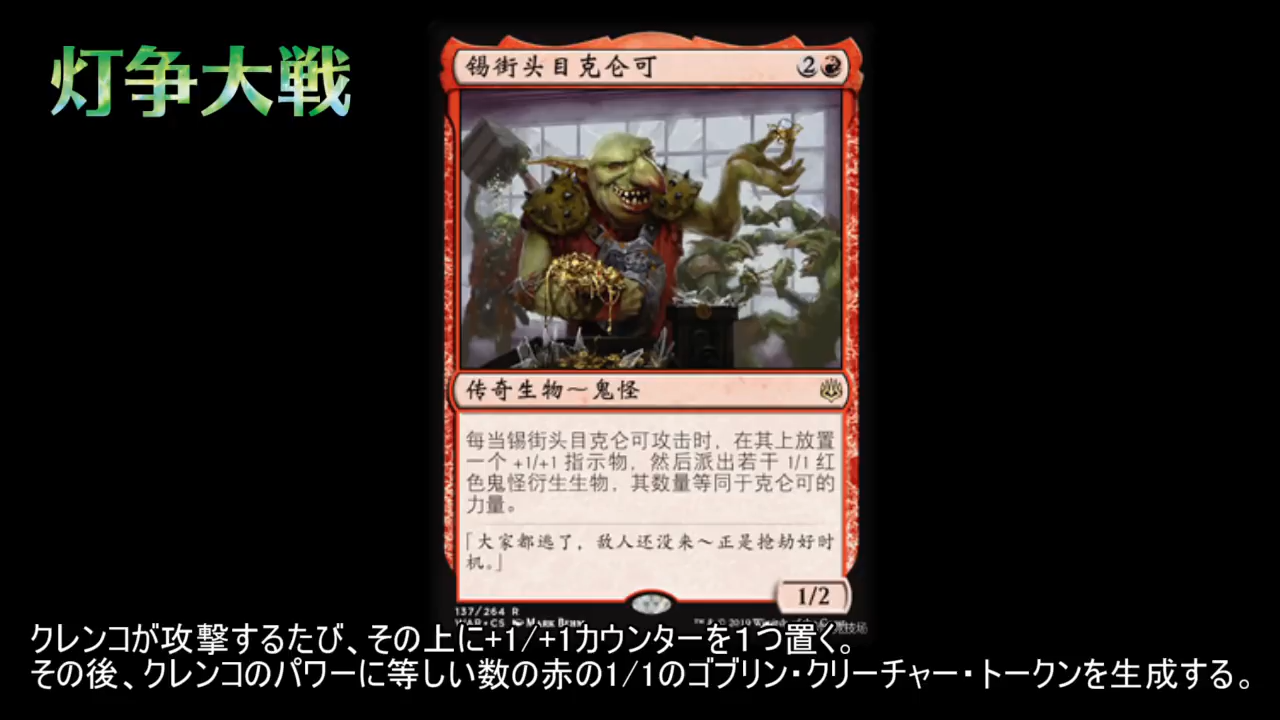 灯争大戦
锡街头目克仑可
2
传奇生物～鬼怪
每当锡街头目克仑可攻击时，在其上放置
一个 +1/+1 指示物，然后派出若干 1/1 红
色鬼怪衍生生物，其数量等同于克仑可的
力量。
「大家都逃了，敌人还没来～正是抢劫好时
机。」
1/2
137/264 R
クレンコが攻撃するたび、その上に+1/+1カウンターを1つ置く。
その後、クレンコのパワーに等しい数の赤の1/1のゴブリン・クリーチャー・トークンを生成する。